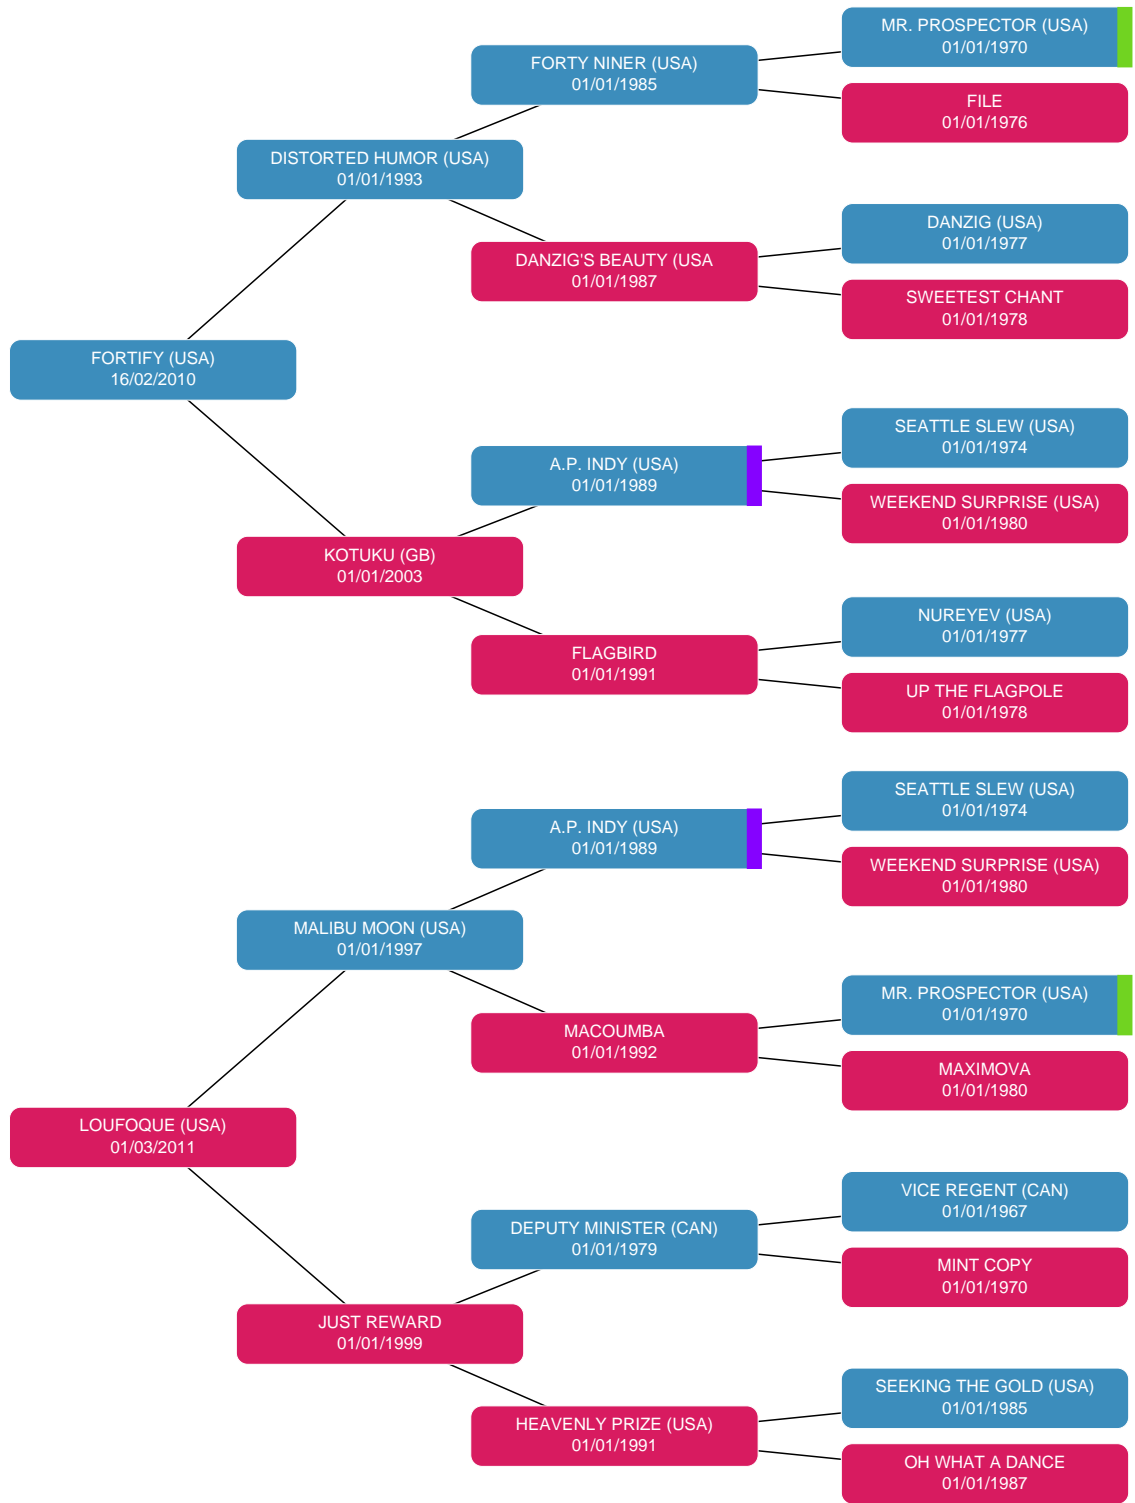 MR. PROSPECTOR (USA)
01/01/1970
FORTY NINER (USA)
01/01/1985
FILE
01/01/1976
DISTORTED HUMOR (USA)
01/01/1993
DANZIG (USA)
01/01/1977
DANZIG'S BEAUTY (USA
01/01/1987
SWEETEST CHANT
01/01/1978
FORTIFY (USA)
16/02/2010
SEATTLE SLEW (USA)
01/01/1974
A.P. INDY (USA)
01/01/1989
WEEKEND SURPRISE (USA)
01/01/1980
KOTUKU (GB)
01/01/2003
NUREYEV (USA)
01/01/1977
FLAGBIRD
01/01/1991
UP THE FLAGPOLE
01/01/1978
SEATTLE SLEW (USA)
01/01/1974
A.P. INDY (USA)
01/01/1989
WEEKEND SURPRISE (USA)
01/01/1980
MALIBU MOON (USA)
01/01/1997
MR. PROSPECTOR (USA)
01/01/1970
MACOUMBA
01/01/1992
MAXIMOVA
01/01/1980
LOUFOQUE (USA)
01/03/2011
VICE REGENT (CAN)
01/01/1967
DEPUTY MINISTER (CAN)
01/01/1979
MINT COPY
01/01/1970
JUST REWARD
01/01/1999
SEEKING THE GOLD (USA)
01/01/1985
HEAVENLY PRIZE (USA)
01/01/1991
OH WHAT A DANCE
01/01/1987